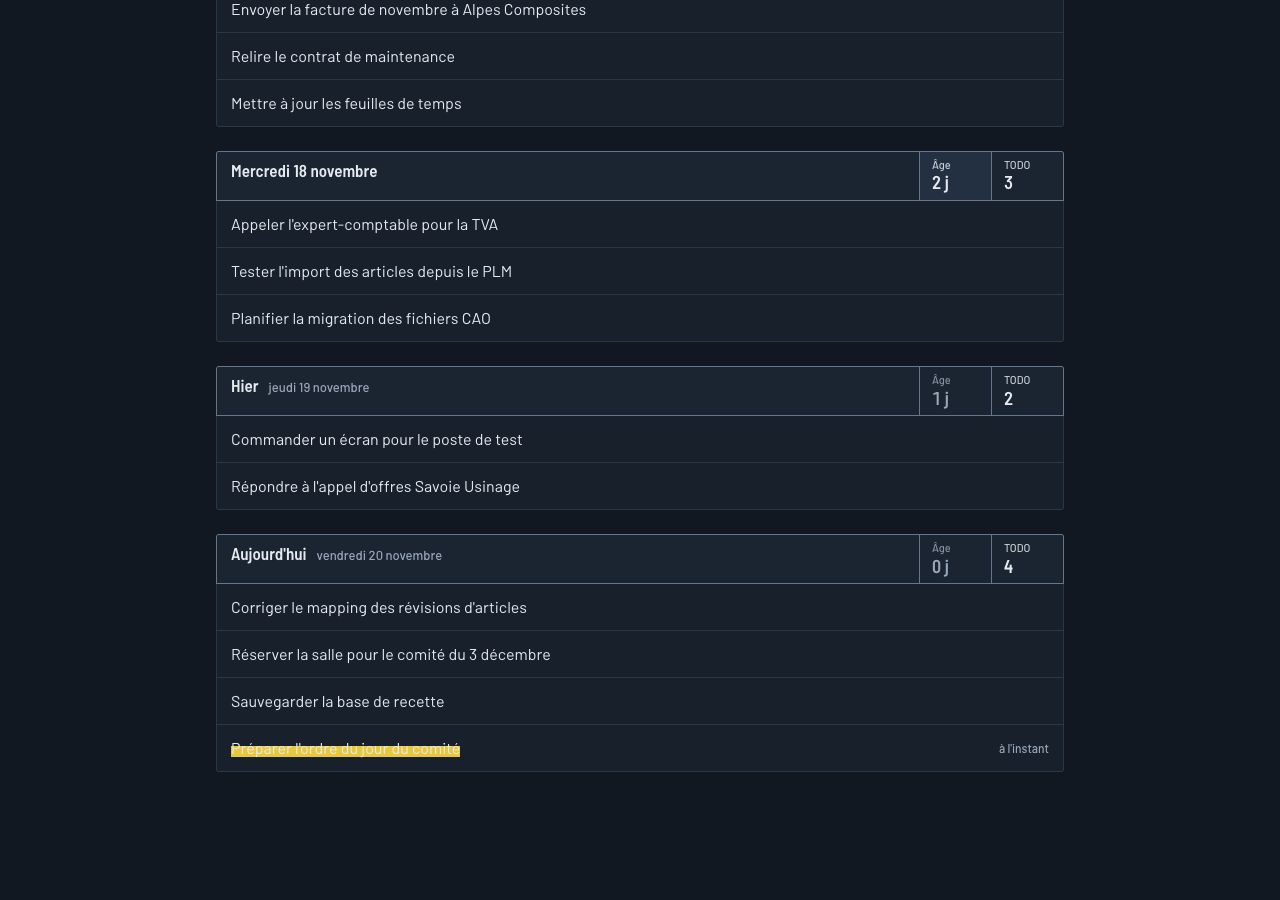 Envoyer la facture de novembre à Alpes Composites
Relire le contrat de maintenance
Mettre à jour les feuilles de temps
Mercredi 18 novembre
Âge
TODO
2 j
3
Appeler l'expert-comptable pour la TVA
Tester l'import des articles depuis le PLM
Planifier la migration des fichiers CAO
Hier jeudi 19 novembre
Âge
TODO
1 j
2
Commander un écran pour le poste de test
Répondre à l'appel d'offres Savoie Usinage
Aujourd'hui vendredi 20 novembre
Âge
TODO
0 j
4
Corriger le mapping des révisions d'articles
Réserver la salle pour le comité du 3 décembre
Sauvegarder la base de recette
Préparer l'ordre du jour du comité à l'instant